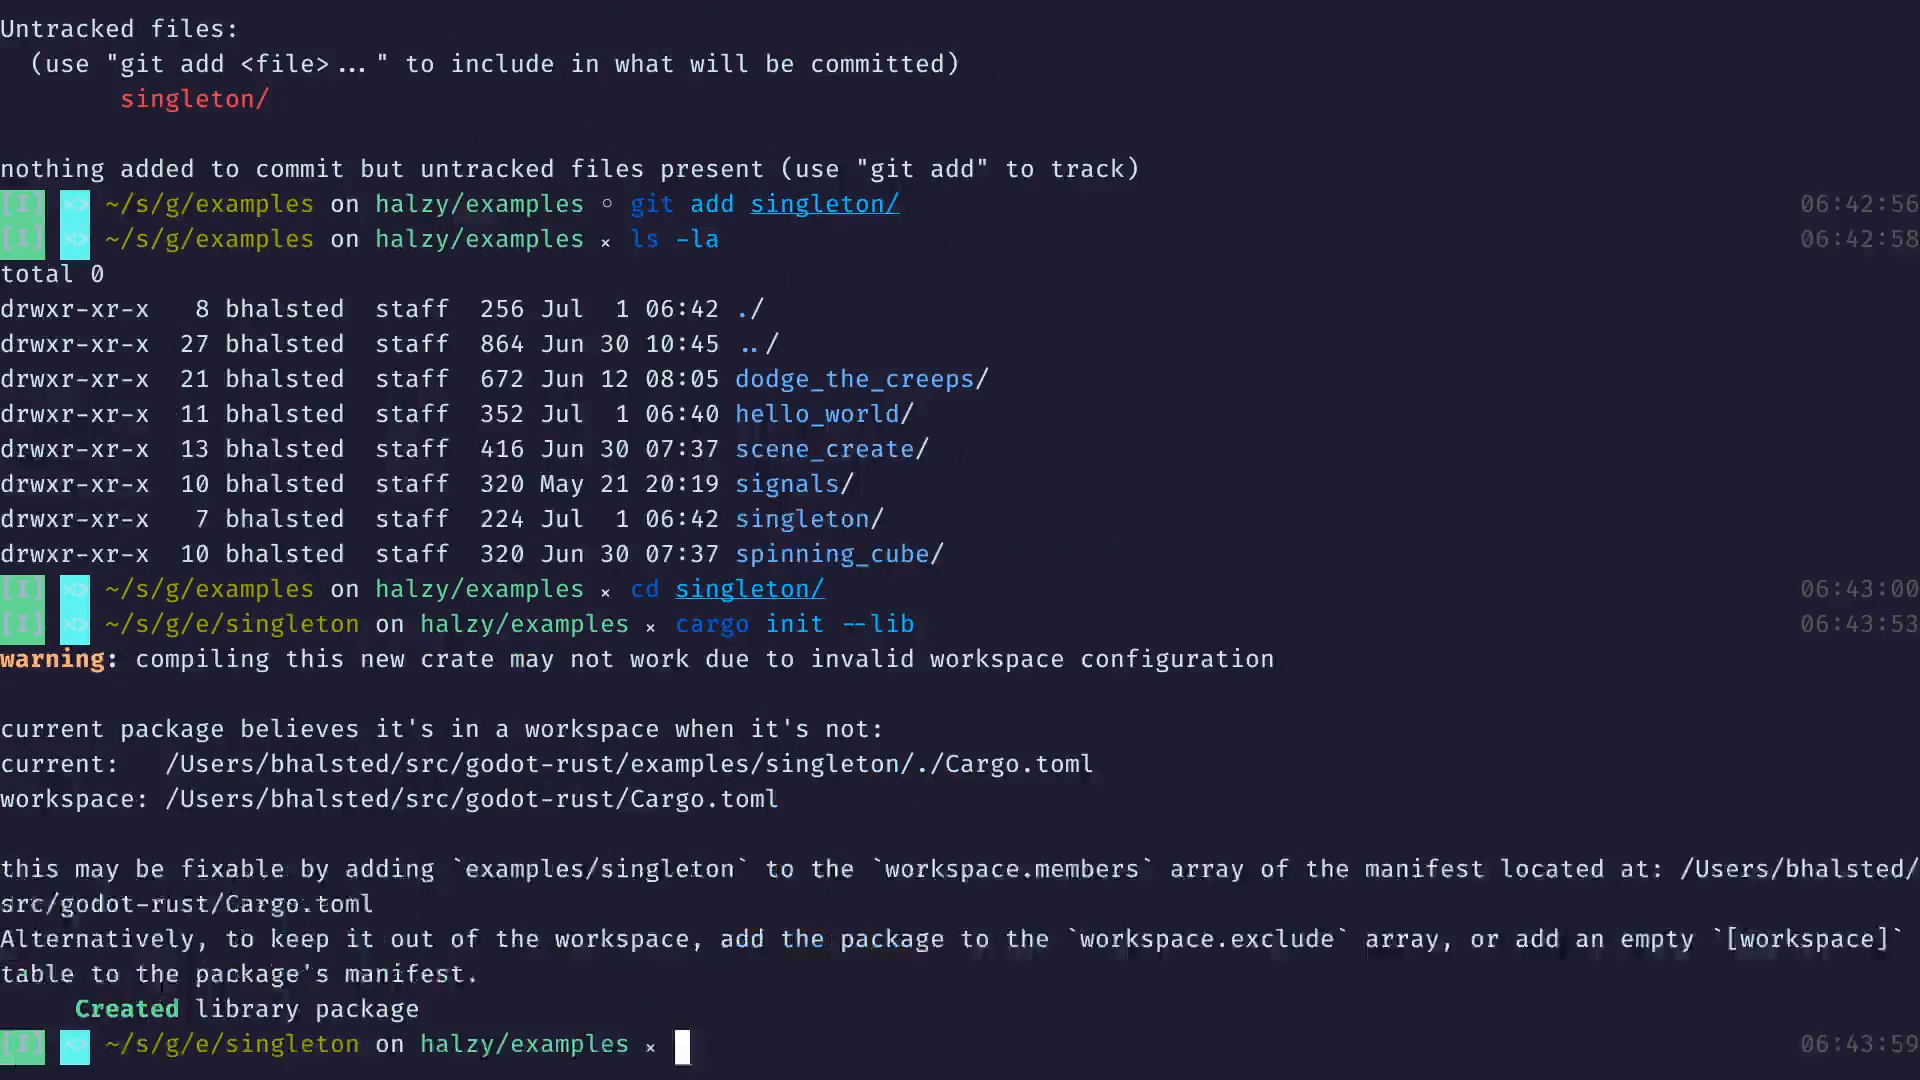 Untracked files:
(use "git add <file>..." to include in what will be committed)
singleton/
nothing added to commit but untracked files present (use "git add" to track)
[I] ~/s/g/examples on halzy/examples ◦ git add singleton/ 06:42:56
[I] ~/s/g/examples on halzy/examples × ls -la 06:42:58
total 0
drwxr-xr-x 8 bhalsted staff 256 Jul 1 06:42 ./
drwxr-xr-x 27 bhalsted staff 864 Jun 30 10:45 ../
drwxr-xr-x 21 bhalsted staff 672 Jun 12 08:05 dodge_the_creeps/
drwxr-xr-x 11 bhalsted staff 352 Jul 1 06:40 hello_world/
drwxr-xr-x 13 bhalsted staff 416 Jun 30 07:37 scene_create/
drwxr-xr-x 10 bhalsted staff 320 May 21 20:19 signals/
drwxr-xr-x 7 bhalsted staff 224 Jul 1 06:42 singleton/
drwxr-xr-x 10 bhalsted staff 320 Jun 30 07:37 spinning_cube/
[I] ~/s/g/examples on halzy/examples × cd singleton/ 06:43:00
[I] ~/s/g/e/singleton on halzy/examples × cargo init --lib 06:43:53
warning: compiling this new crate may not work due to invalid workspace configuration
current package believes it's in a workspace when it's not:
current: /Users/bhalsted/src/godot-rust/examples/singleton/./Cargo.toml
workspace: /Users/bhalsted/src/godot-rust/Cargo.toml
this may be fixable by adding `examples/singleton` to the `workspace.members` array of the manifest located at: /Users/bhalsted/
src/godot-rust/Cargo.toml
Alternatively, to keep it out of the workspace, add the package to the `workspace.exclude` array, or add an empty `[workspace]`
table to the package's manifest.
Created library package
[I] ~/s/g/e/singleton on halzy/examples × 06:43:59